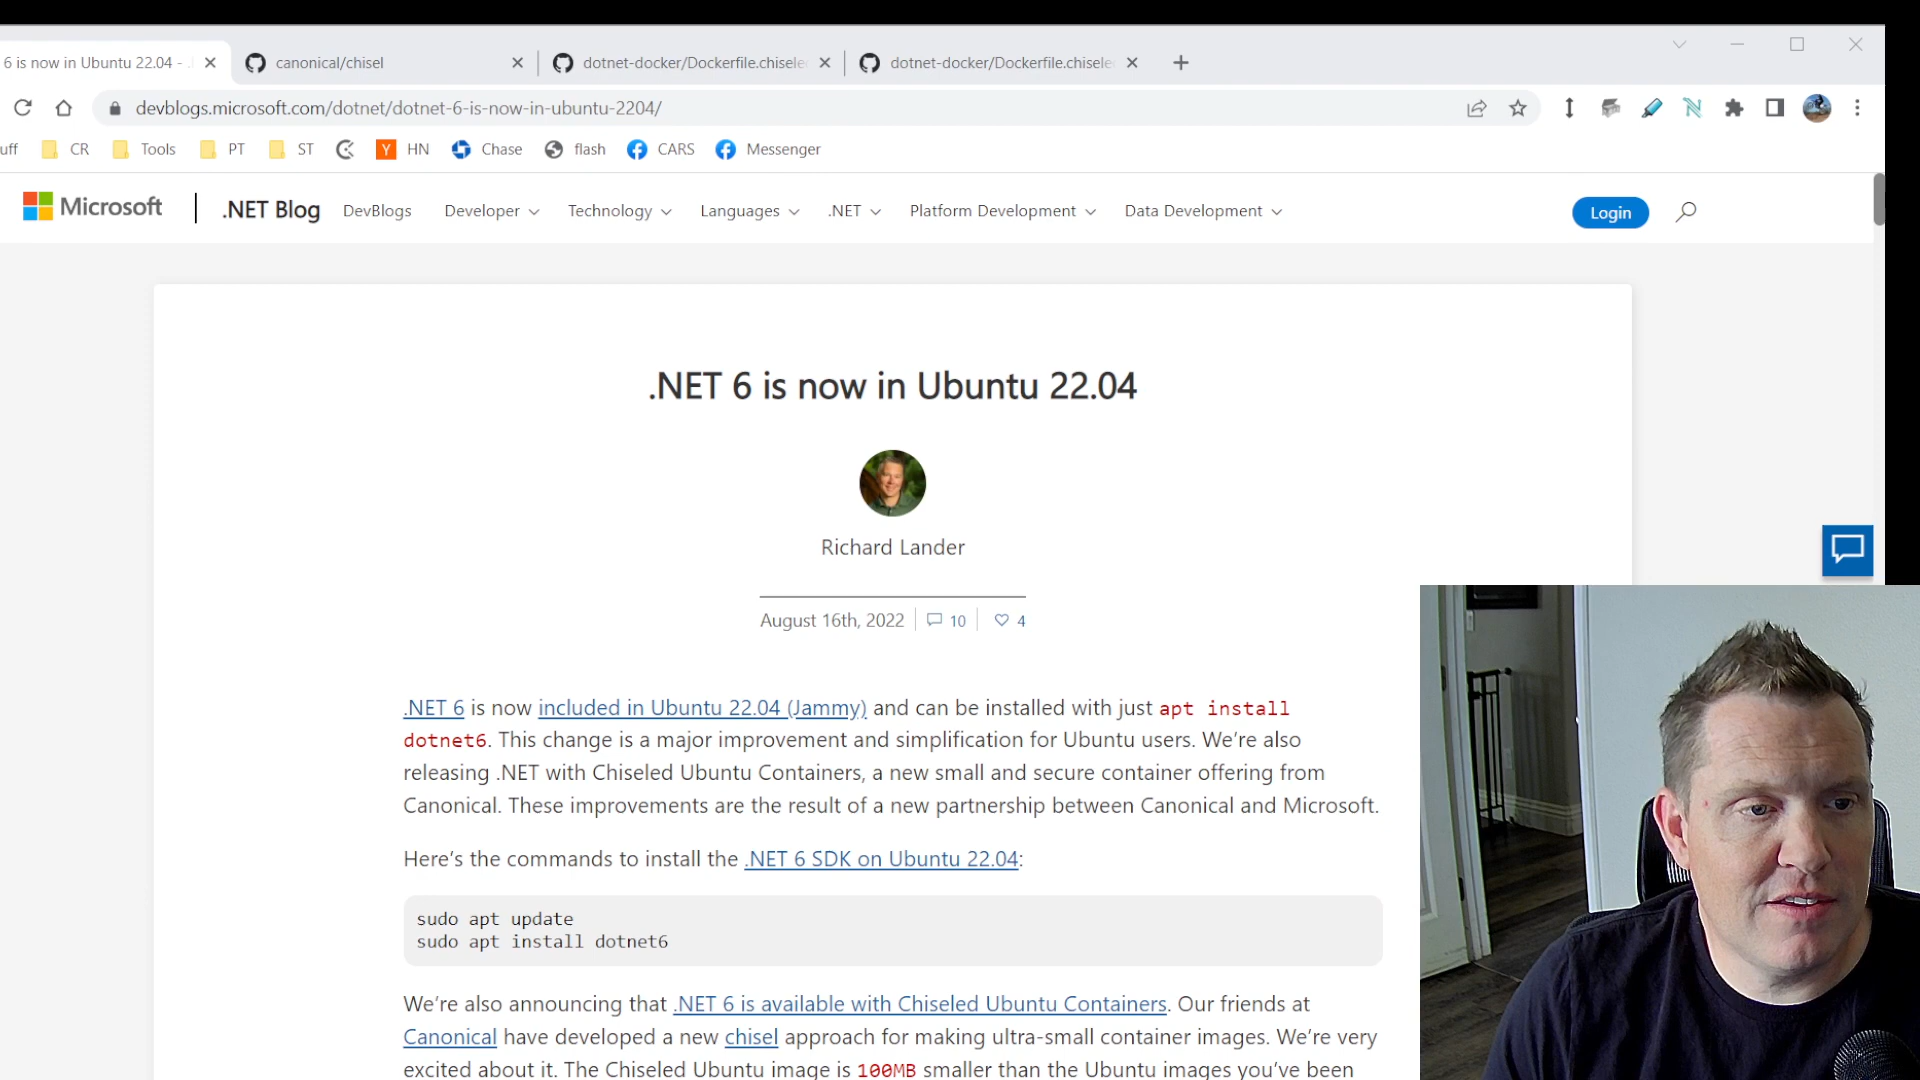 6 is now in Ubuntu 22.04 -
canonical/chisel
dotnet-docker/Dockerfile.chisele
dotnet-docker/Dockerfile.chisele
devblogs.microsoft.com/dotnet/dotnet-6-is-now-in-ubuntu-2204/
uff
CR
Tools
PT
ST
Y HN
Chase
flash
CARS
Messenger
Microsoft
.NET Blog
DevBlogs
Developer
Technology
Languages
.NET
Platform Development
Data Development
Login
.NET 6 is now in Ubuntu 22.04
Richard Lander
August 16th, 2022
10
4
.NET 6 is now included in Ubuntu 22.04 (Jammy) and can be installed with just apt install
dotnet6. This change is a major improvement and simplification for Ubuntu users. We’re also
releasing .NET with Chiseled Ubuntu Containers, a new small and secure container offering from
Canonical. These improvements are the result of a new partnership between Canonical and Microsoft.
Here’s the commands to install the .NET 6 SDK on Ubuntu 22.04:
sudo apt update
sudo apt install dotnet6
We’re also announcing that .NET 6 is available with Chiseled Ubuntu Containers. Our friends at
Canonical have developed a new chisel approach for making ultra-small container images. We’re very
excited about it. The Chiseled Ubuntu image is 100MB smaller than the Ubuntu images you’ve been